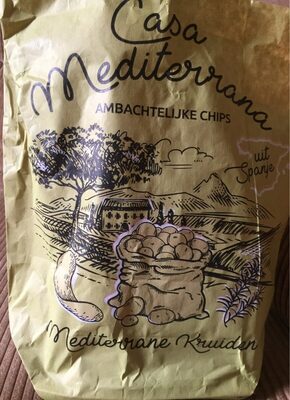 Casa
Mediterrana
AMBACHTELIJKE CHIPS
uit
Spanje
Mediterrane Kruiden